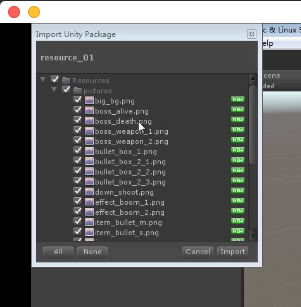 Import Unity Package
c & Linux S
elp
resource_01
cene
ded
Resources
pictures
big_bg.png NEW
boss_alive.png NEW
boss_death.png NEW
boss_weapon_1.png NEW
boss_weapon_2.png NEW
bullet_box_1.png NEW
bullet_box_2_1.png NEW
bullet_box_2_2.png NEW
bullet_box_2_3.png NEW
down_shoot.png NEW
effect_boom_1.png NEW
effect_boom_2.png NEW
item_bullet_m.png NEW
item_bullet_s.png NEW
All None Cancel Import